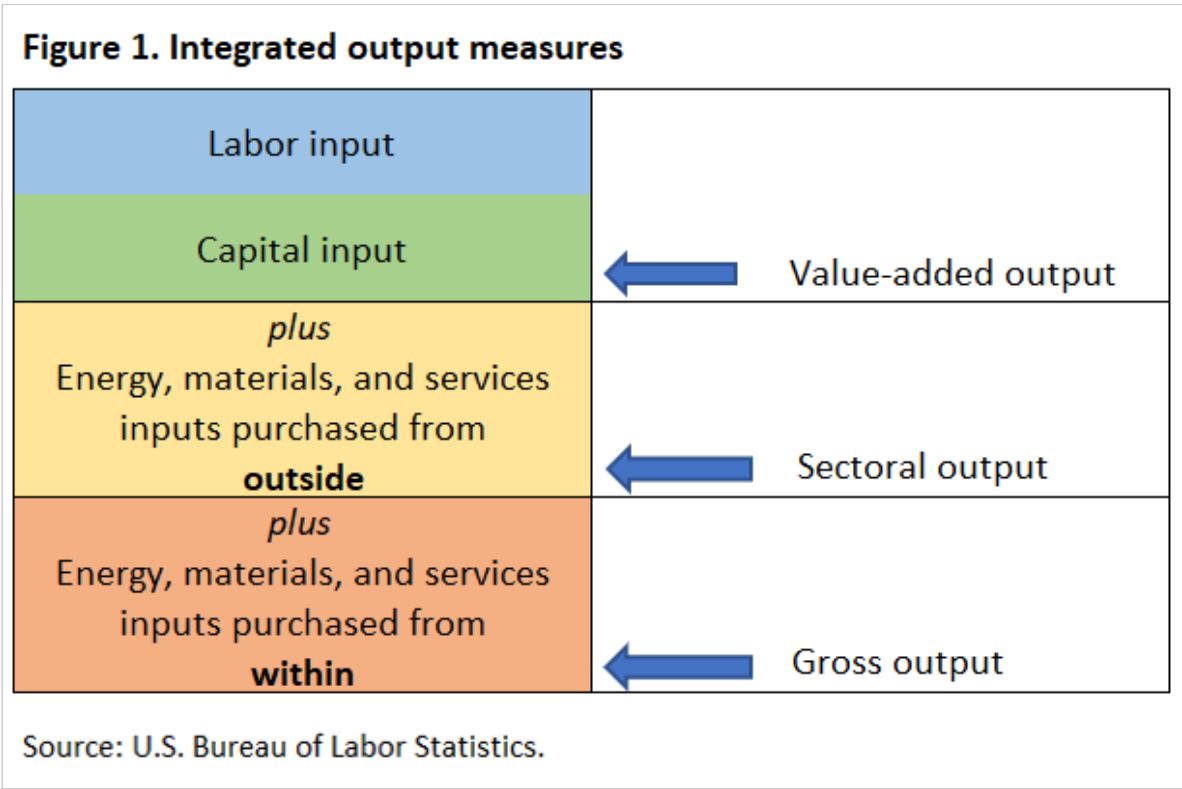 Figure 1. Integrated output measures
Labor input
Capital input
Value-added output
plus
Energy, materials, and services
inputs purchased from
outside
Sectoral output
plus
Energy, materials, and services
inputs purchased from
within
Gross output
Source: U.S. Bureau of Labor Statistics.